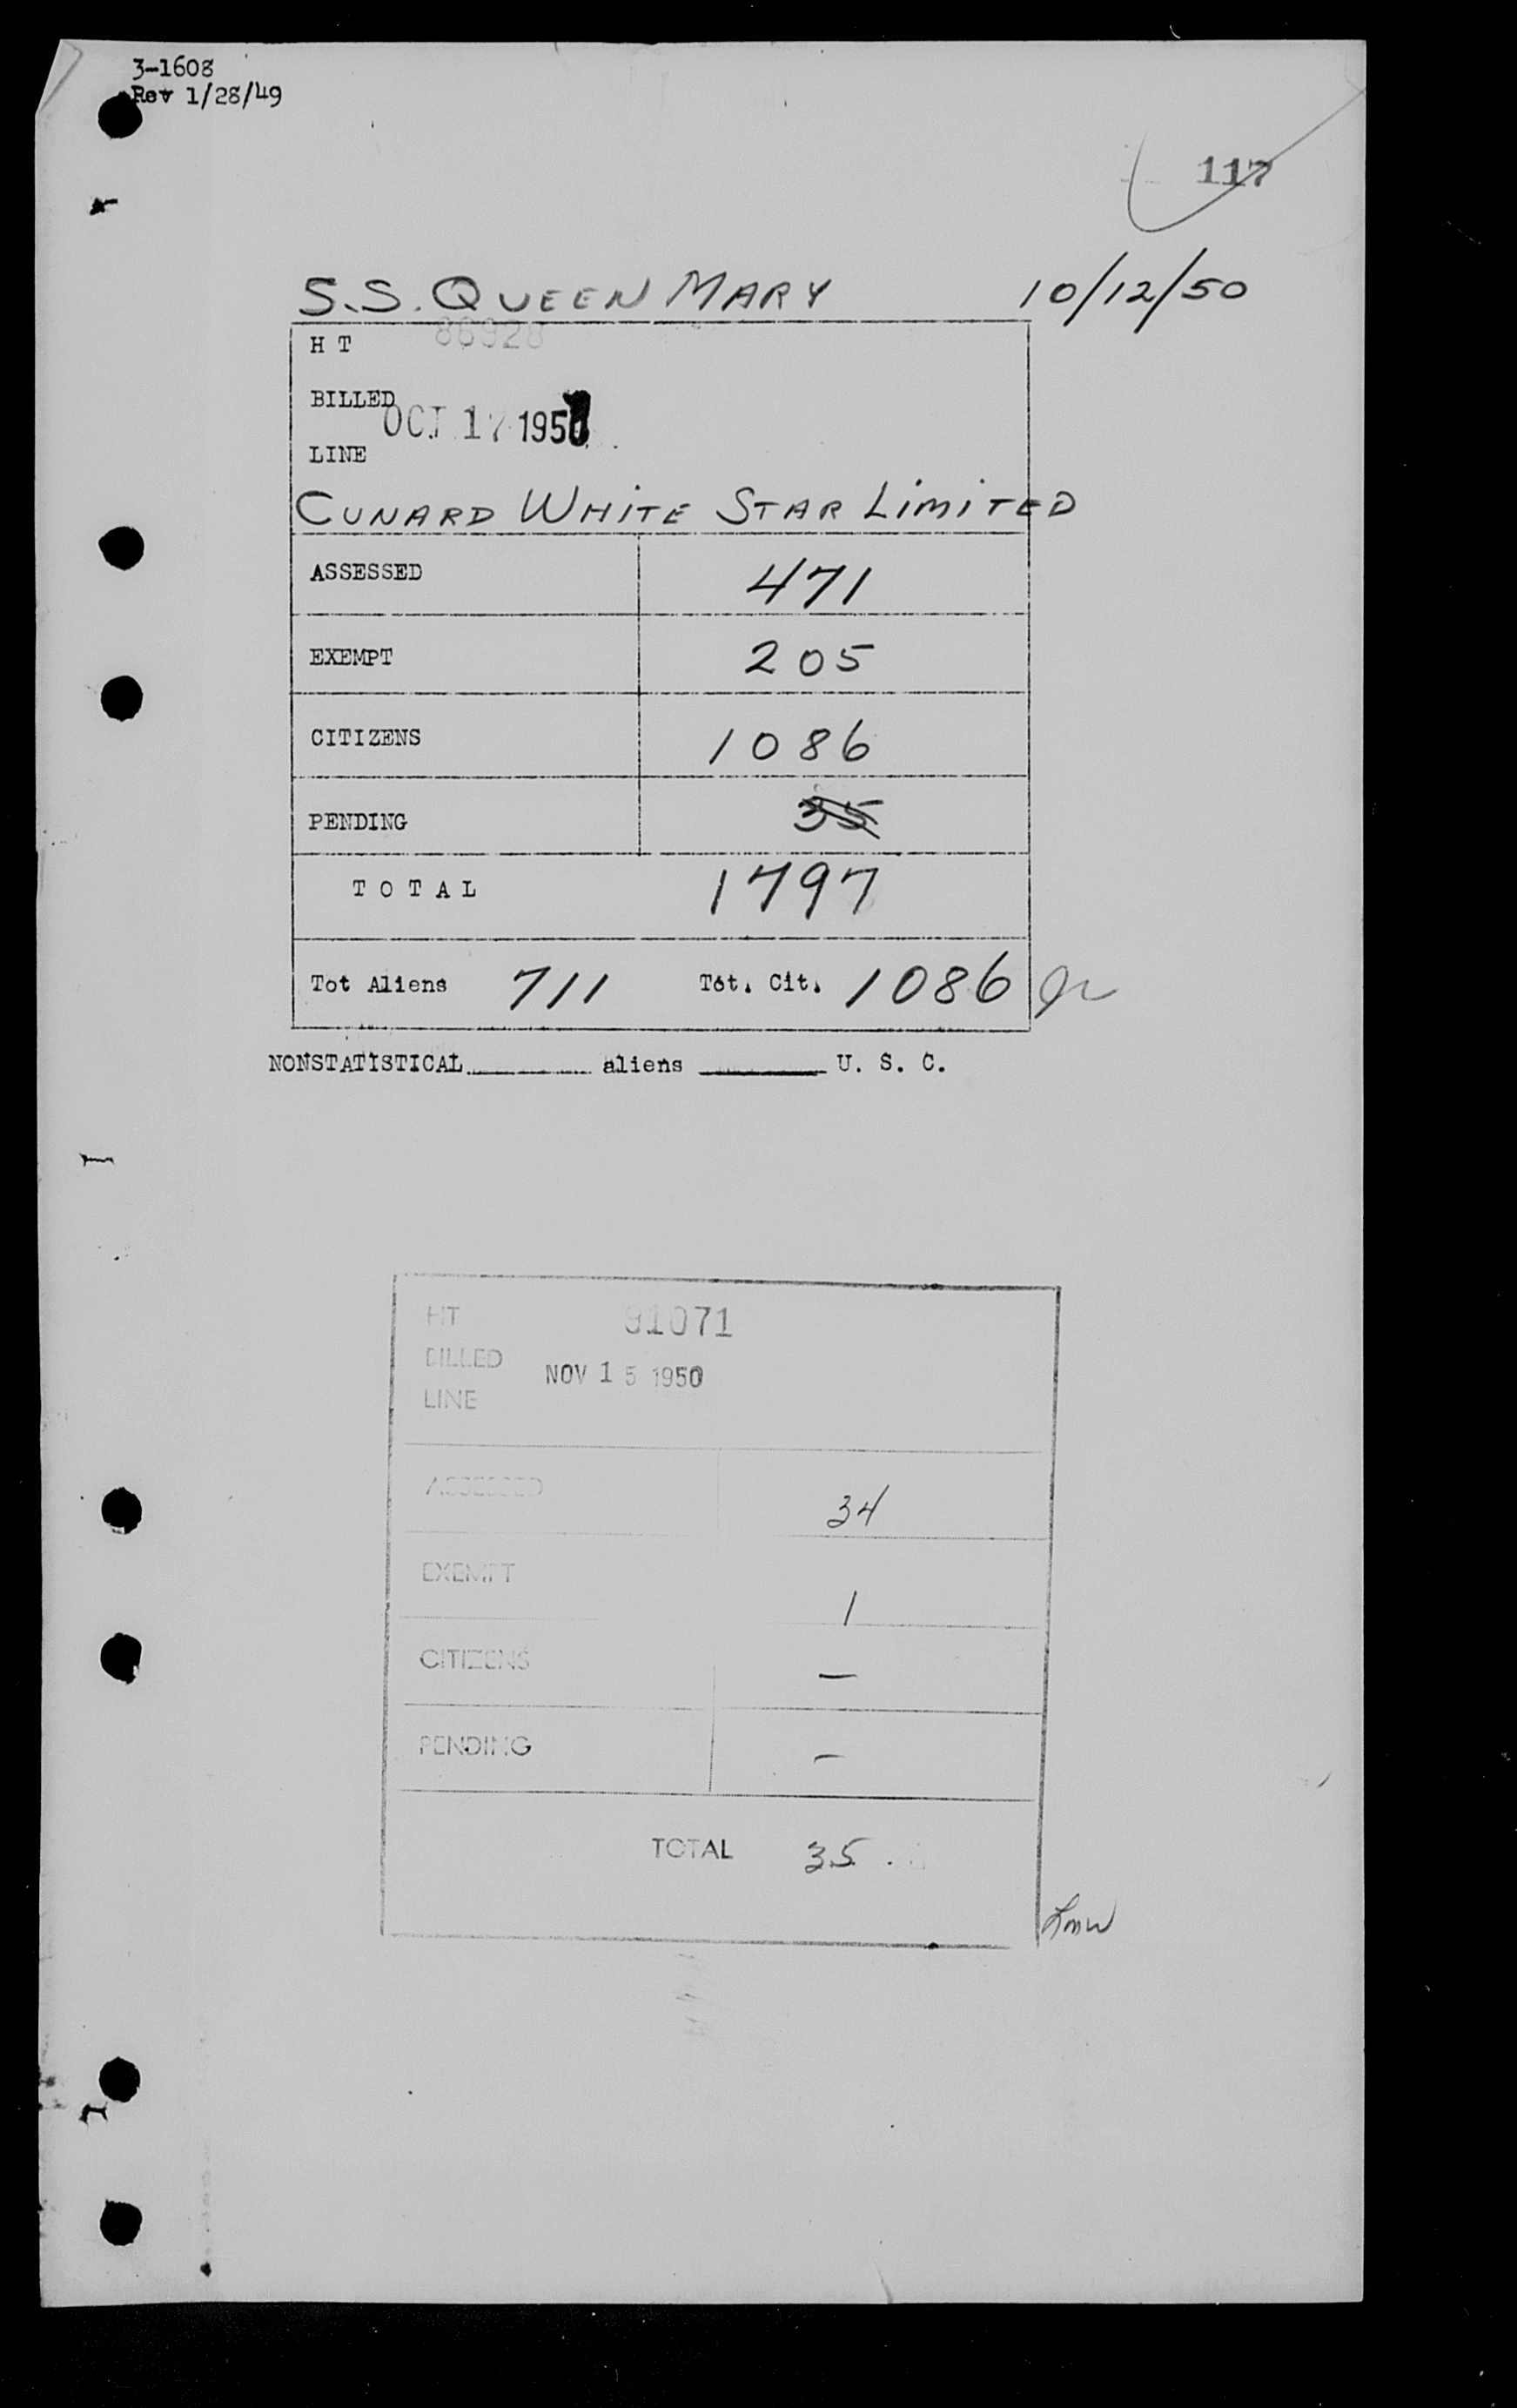 3-1608
Rev 1/28/49
117
S.S. QUEEN MARY 10/12/50
H T 86928
BILLED OCT 17 1950
LINE
CUNARD WHITE STAR LIMITED
ASSESSED 471
EXEMPT 205
CITIZENS 1086
PENDING 35
T O T A L 1797
Tot Aliens 711 Tot. Cit. 1086
NONSTATISTICAL aliens U. S. C.
HT 91071
BILLED NOV 15 1950
LINE
ASSESSED 34
EXEMPT 1
CITIZENS —
PENDING —
TOTAL 35.